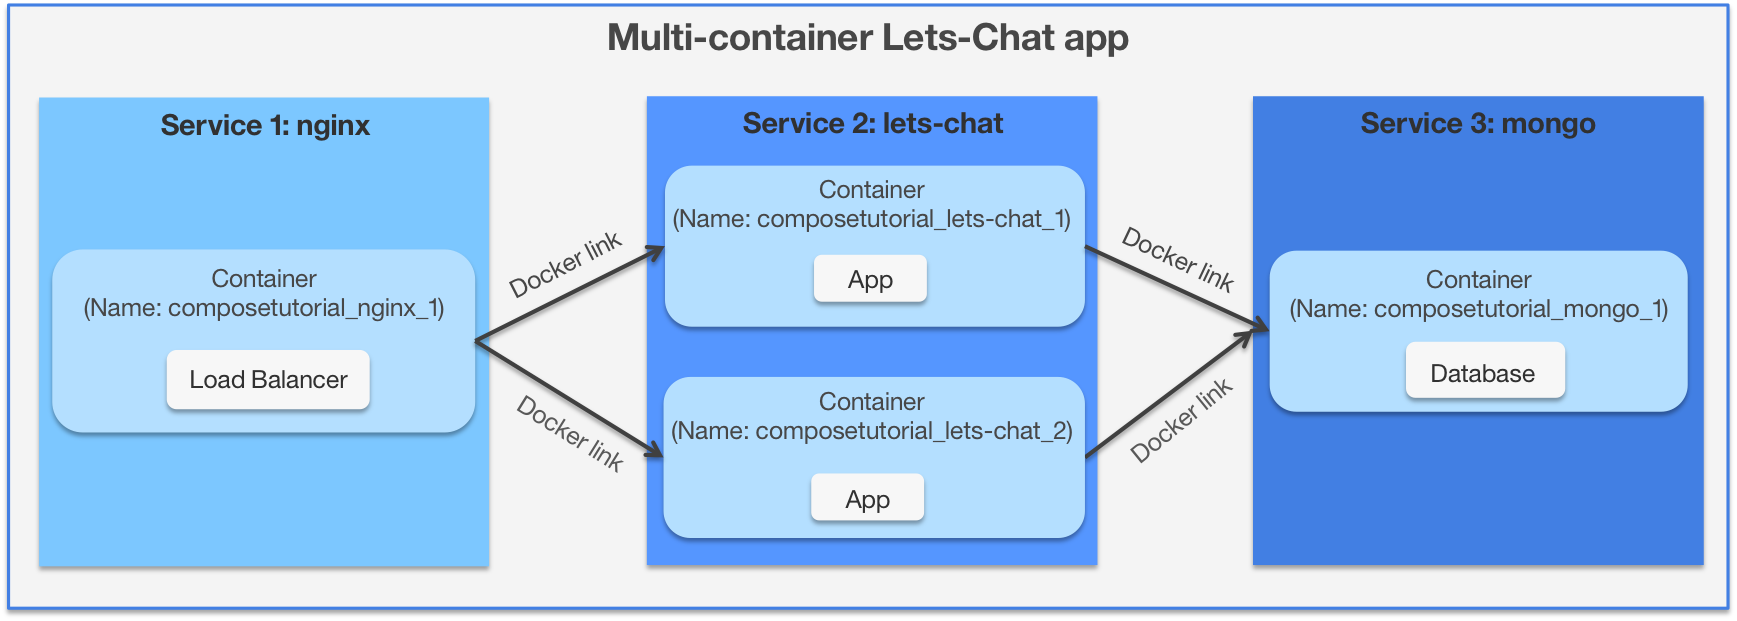 Multi-container Lets-Chat app
Service 1: nginx
Container
(Name: composetutorial_nginx_1)
Load Balancer
Docker link
Docker link
Service 2: lets-chat
Container
(Name: composetutorial_lets-chat_1)
App
Container
(Name: composetutorial_lets-chat_2)
App
Docker link
Docker link
Service 3: mongo
Container
(Name: composetutorial_mongo_1)
Database